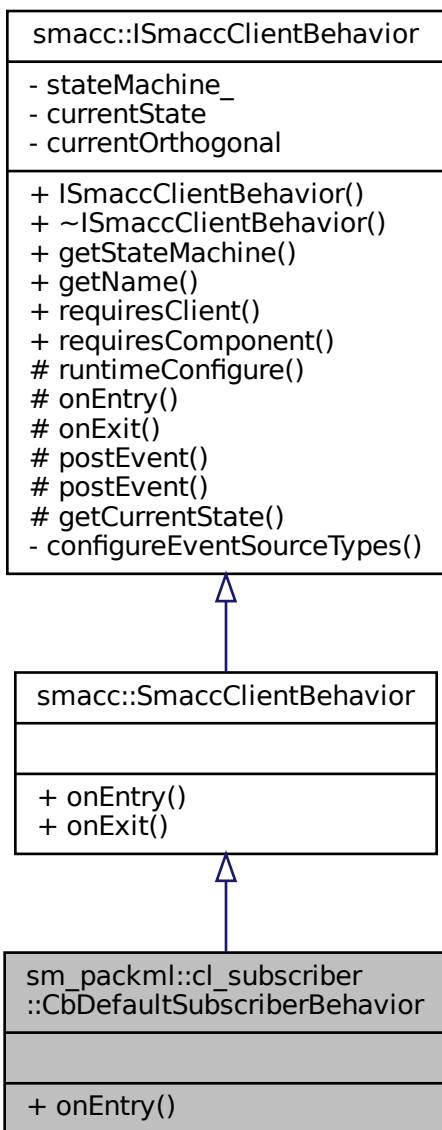 smacc::ISmaccClientBehavior
- stateMachine_
- currentState
- currentOrthogonal
+ ISmaccClientBehavior()
+ ~ISmaccClientBehavior()
+ getStateMachine()
+ getName()
+ requiresClient()
+ requiresComponent()
# runtimeConfigure()
# onEntry()
# onExit()
# postEvent()
# postEvent()
# getCurrentState()
- configureEventSourceTypes()
smacc::SmaccClientBehavior
+ onEntry()
+ onExit()
sm_packml::cl_subscriber
::CbDefaultSubscriberBehavior
+ onEntry()